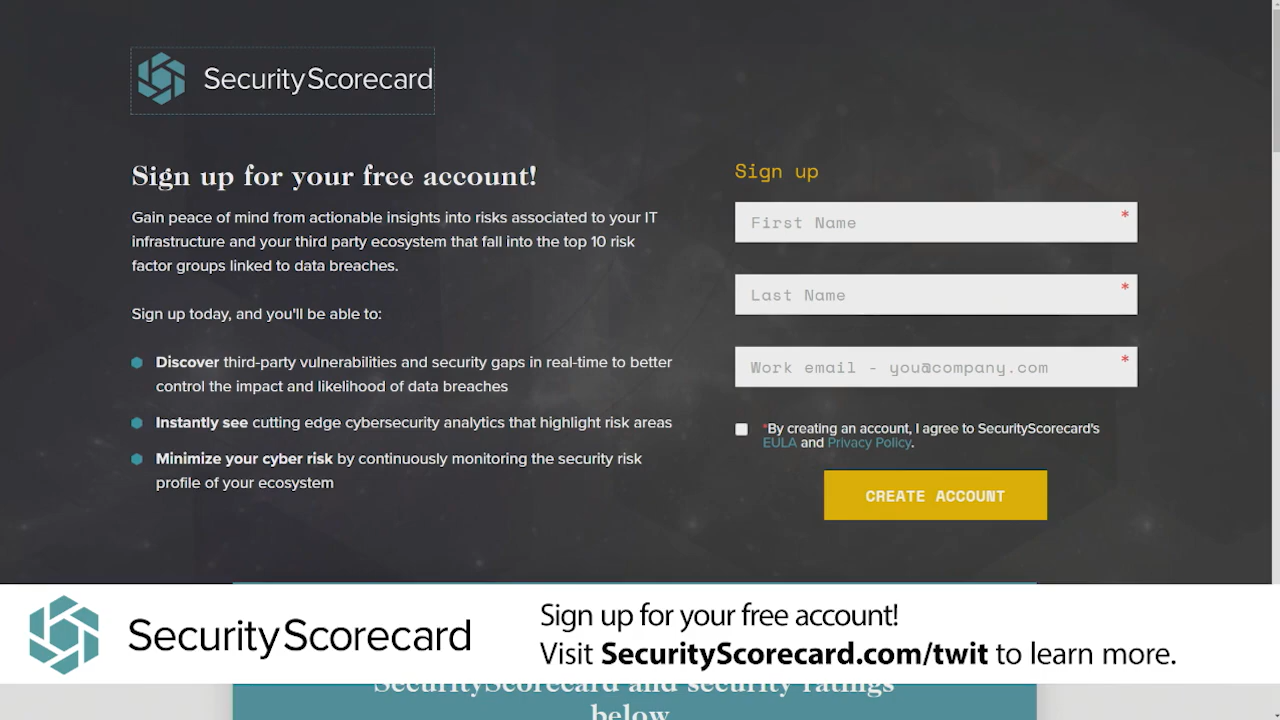 SecurityScorecard
Sign up for your free account!
Gain peace of mind from actionable insights into risks associated to your IT
infrastructure and your third party ecosystem that fall into the top 10 risk
factor groups linked to data breaches.
Sign up today, and you'll be able to:
Discover third-party vulnerabilities and security gaps in real-time to better
control the impact and likelihood of data breaches
Instantly see cutting edge cybersecurity analytics that highlight risk areas
Minimize your cyber risk by continuously monitoring the security risk
profile of your ecosystem
Sign up
First Name *
Last Name *
Work email - you@company.com *
*By creating an account, I agree to SecurityScorecard's
EULA and Privacy Policy.
CREATE ACCOUNT
SecurityScorecard
Sign up for your free account!
Visit SecurityScorecard.com/twit to learn more.
SecurityScorecard and security ratings
below